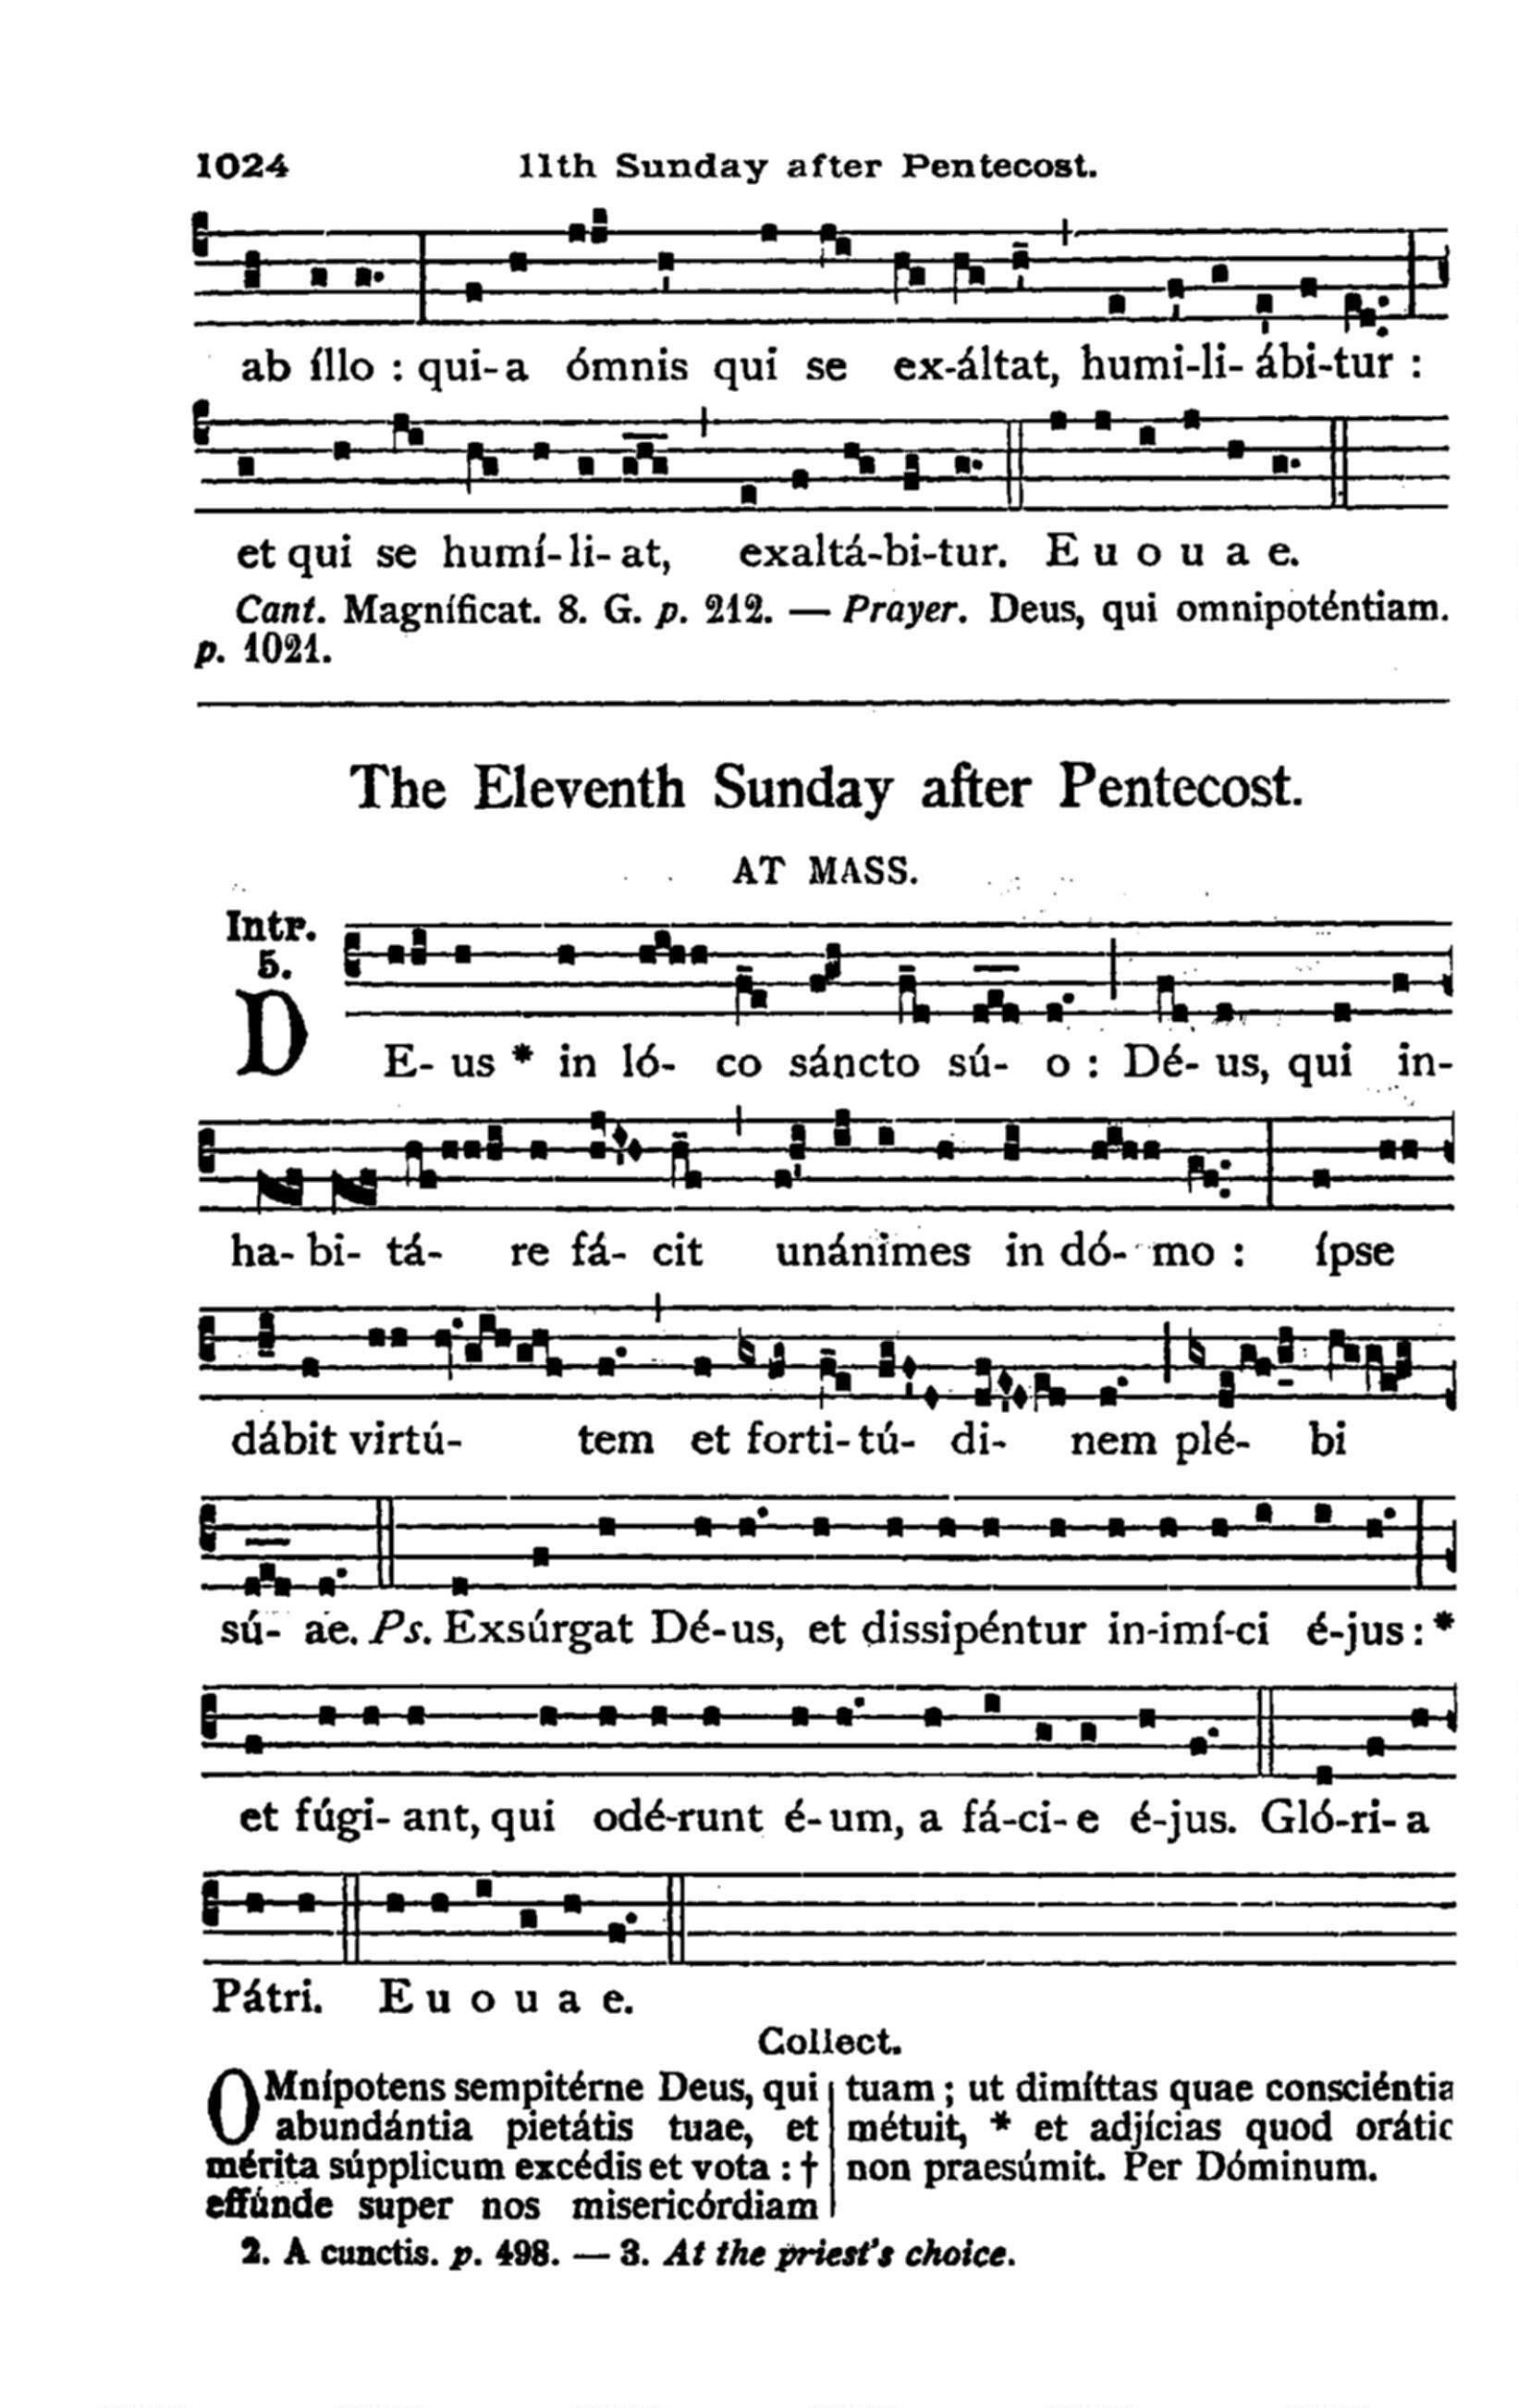 1024 11th Sunday after Pentecost.
ab íllo : qui-a ómnis qui se ex-áltat, humi-li- ábi-tur :
et qui se humí-li-at, exaltá-bi-tur. E u o u a e.
Cant. Magníficat. 8. G. p. 212. — Prayer. Deus, qui omnipoténtiam.
p. 1021.
The Eleventh Sunday after Pentecost.
AT MASS.
Intr.
5.
DE- us * in ló- co sáncto sú- o : Dé- us, qui in-
ha- bi- tá- re fá- cit unánimes in dó- mo : ípse
dábit virtú- tem et forti-tú- di- nem plé- bi
sú- ae. Ps. Exsúrgat Dé-us, et dissipéntur in-imí-ci é-jus : *
et fúgi- ant, qui odé-runt é-um, a fá-ci- e é-jus. Gló-ri- a
Pátri. E u o u a e.
Collect.
OMnípotens sempitérne Deus, qui
abundántia pietátis tuae, et
mérita súpplicum excédis et vota : †
effúnde super nos misericórdiam
tuam ; ut dimíttas quae consciéntia
métuit, * et adjícias quod orátio
non praesúmit. Per Dóminum.
2. A cunctis. p. 498. — 3. At the priest's choice.